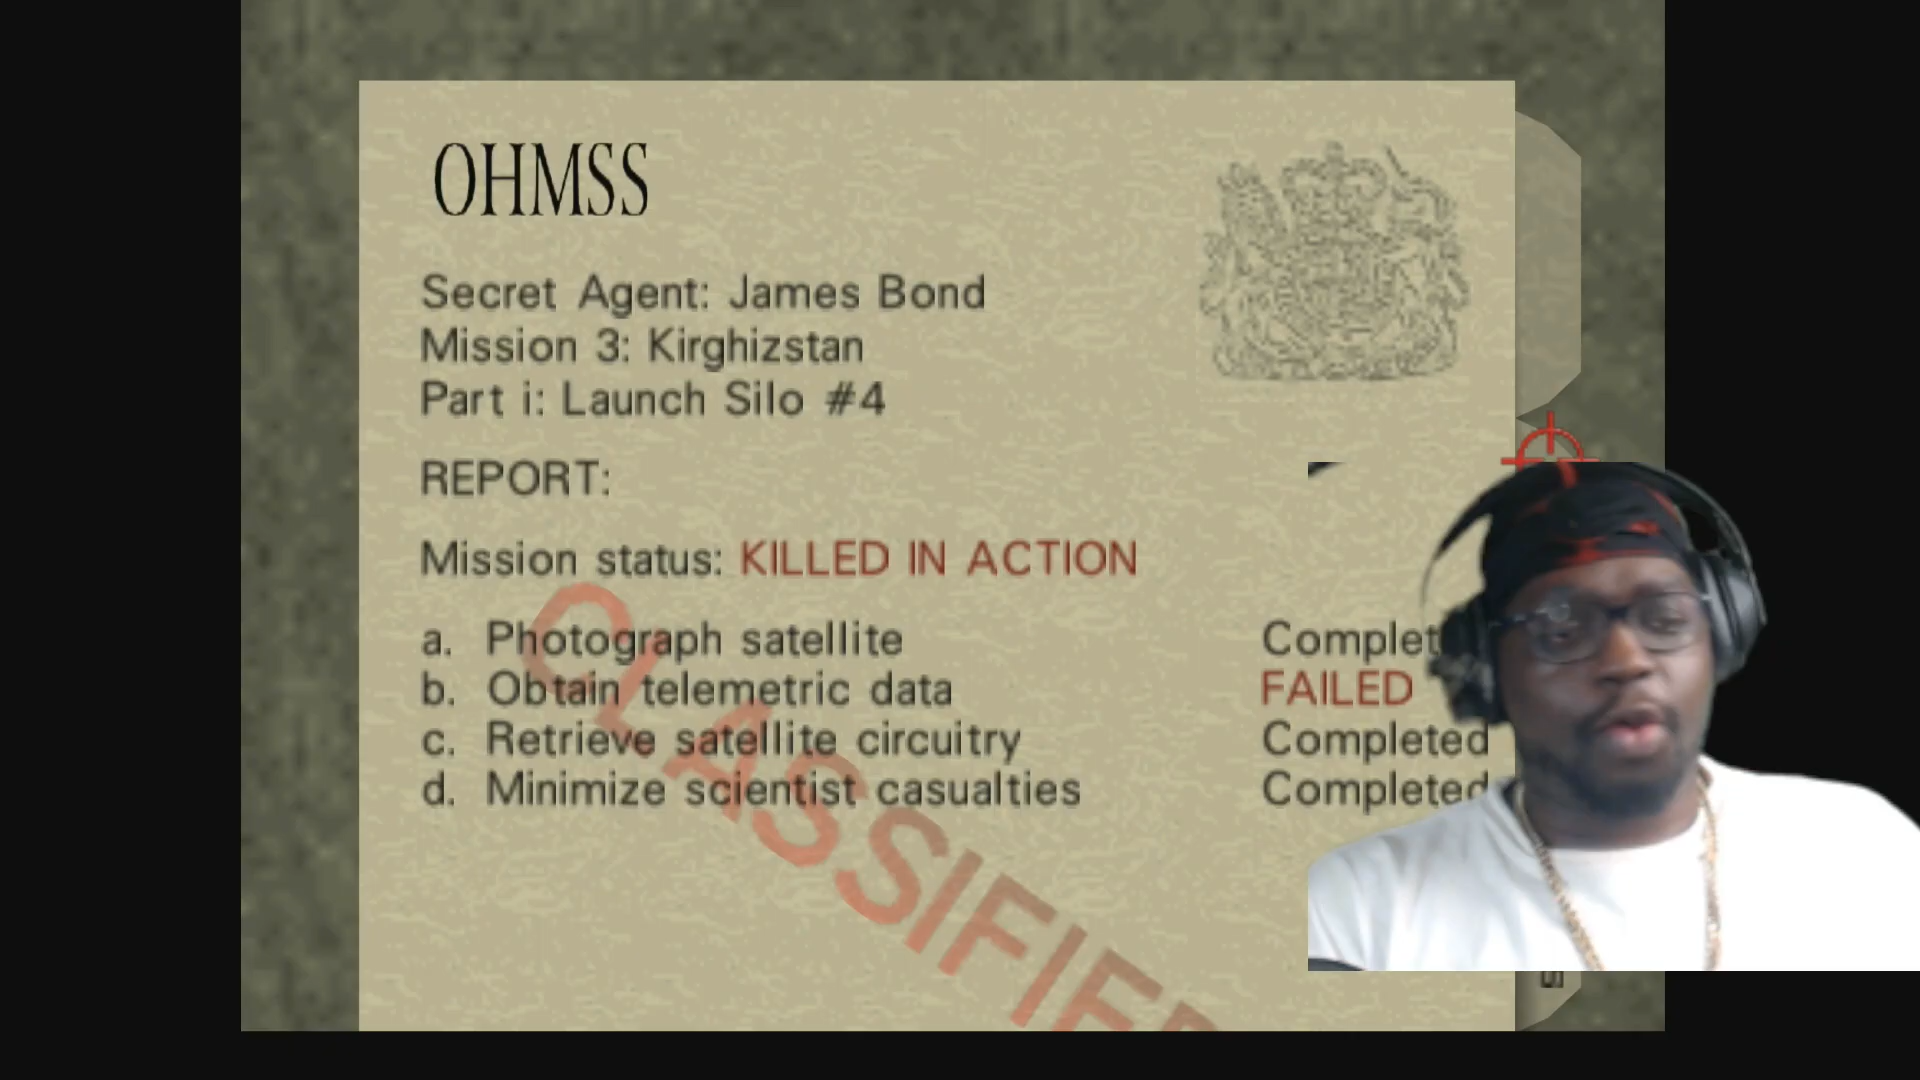 OHMSS
Secret Agent: James Bond
Mission 3: Kirghizstan
Part i: Launch Silo #4
REPORT:
Mission status: KILLED IN ACTION
a. Photograph satellite
b. Obtain telemetric data FAILED
c. Retrieve satellite circuitry Completed
d. Minimize scientist casualties Completed